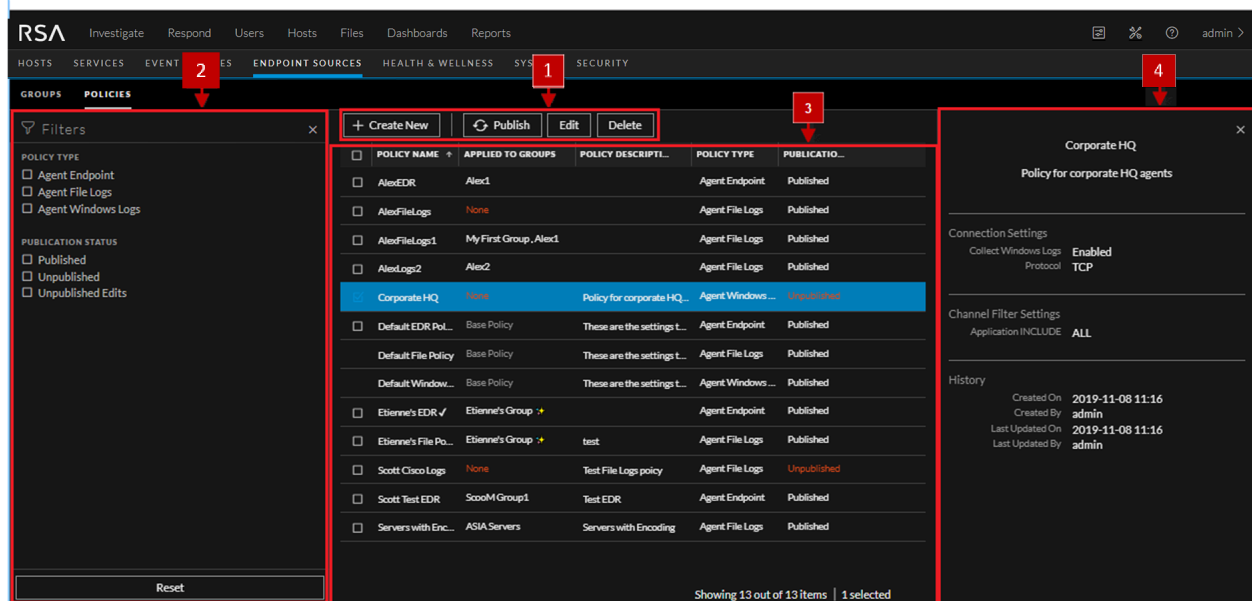 RSA Investigate Respond Users Hosts Files Dashboards Reports admin >
HOSTS SERVICES EVENT ES ENDPOINT SOURCES HEALTH & WELLNESS SYS SECURITY
2
1
4
3
GROUPS POLICIES
Filters ×
POLICY TYPE
Agent Endpoint
Agent File Logs
Agent Windows Logs
PUBLICATION STATUS
Published
Unpublished
Unpublished Edits
Reset
+ Create New Publish Edit Delete
POLICY NAME ↑ APPLIED TO GROUPS POLICY DESCRIPTI... POLICY TYPE PUBLICATIO...
AlexEDR Alex1 Agent Endpoint Published
AlexFileLogs None Agent File Logs Published
AlexFileLogs1 My First Group , Alex1 Agent File Logs Published
AlexLogs2 Alex2 Agent File Logs Published
Corporate HQ None Policy for corporate HQ... Agent Windows ... Unpublished
Default EDR Pol... Base Policy These are the settings t... Agent Endpoint Published
Default File Policy Base Policy These are the settings t... Agent File Logs Published
Default Window... Base Policy These are the settings t... Agent Windows ... Published
Etienne's EDR ✓ Etienne's Group ✨ Agent Endpoint Published
Etienne's File Po... Etienne's Group ✨ test Agent File Logs Published
Scott Cisco Logs None Test File Logs poicy Agent File Logs Unpublished
Scott Test EDR ScooM Group1 Test EDR Agent Endpoint Published
Servers with Enc... ASIA Servers Servers with Encoding Agent File Logs Published
Showing 13 out of 13 items | 1 selected
×
Corporate HQ
Policy for corporate HQ agents
Connection Settings
Collect Windows Logs Enabled
Protocol TCP
Channel Filter Settings
Application INCLUDE ALL
History
Created On 2019-11-08 11:16
Created By admin
Last Updated On 2019-11-08 11:16
Last Updated By admin